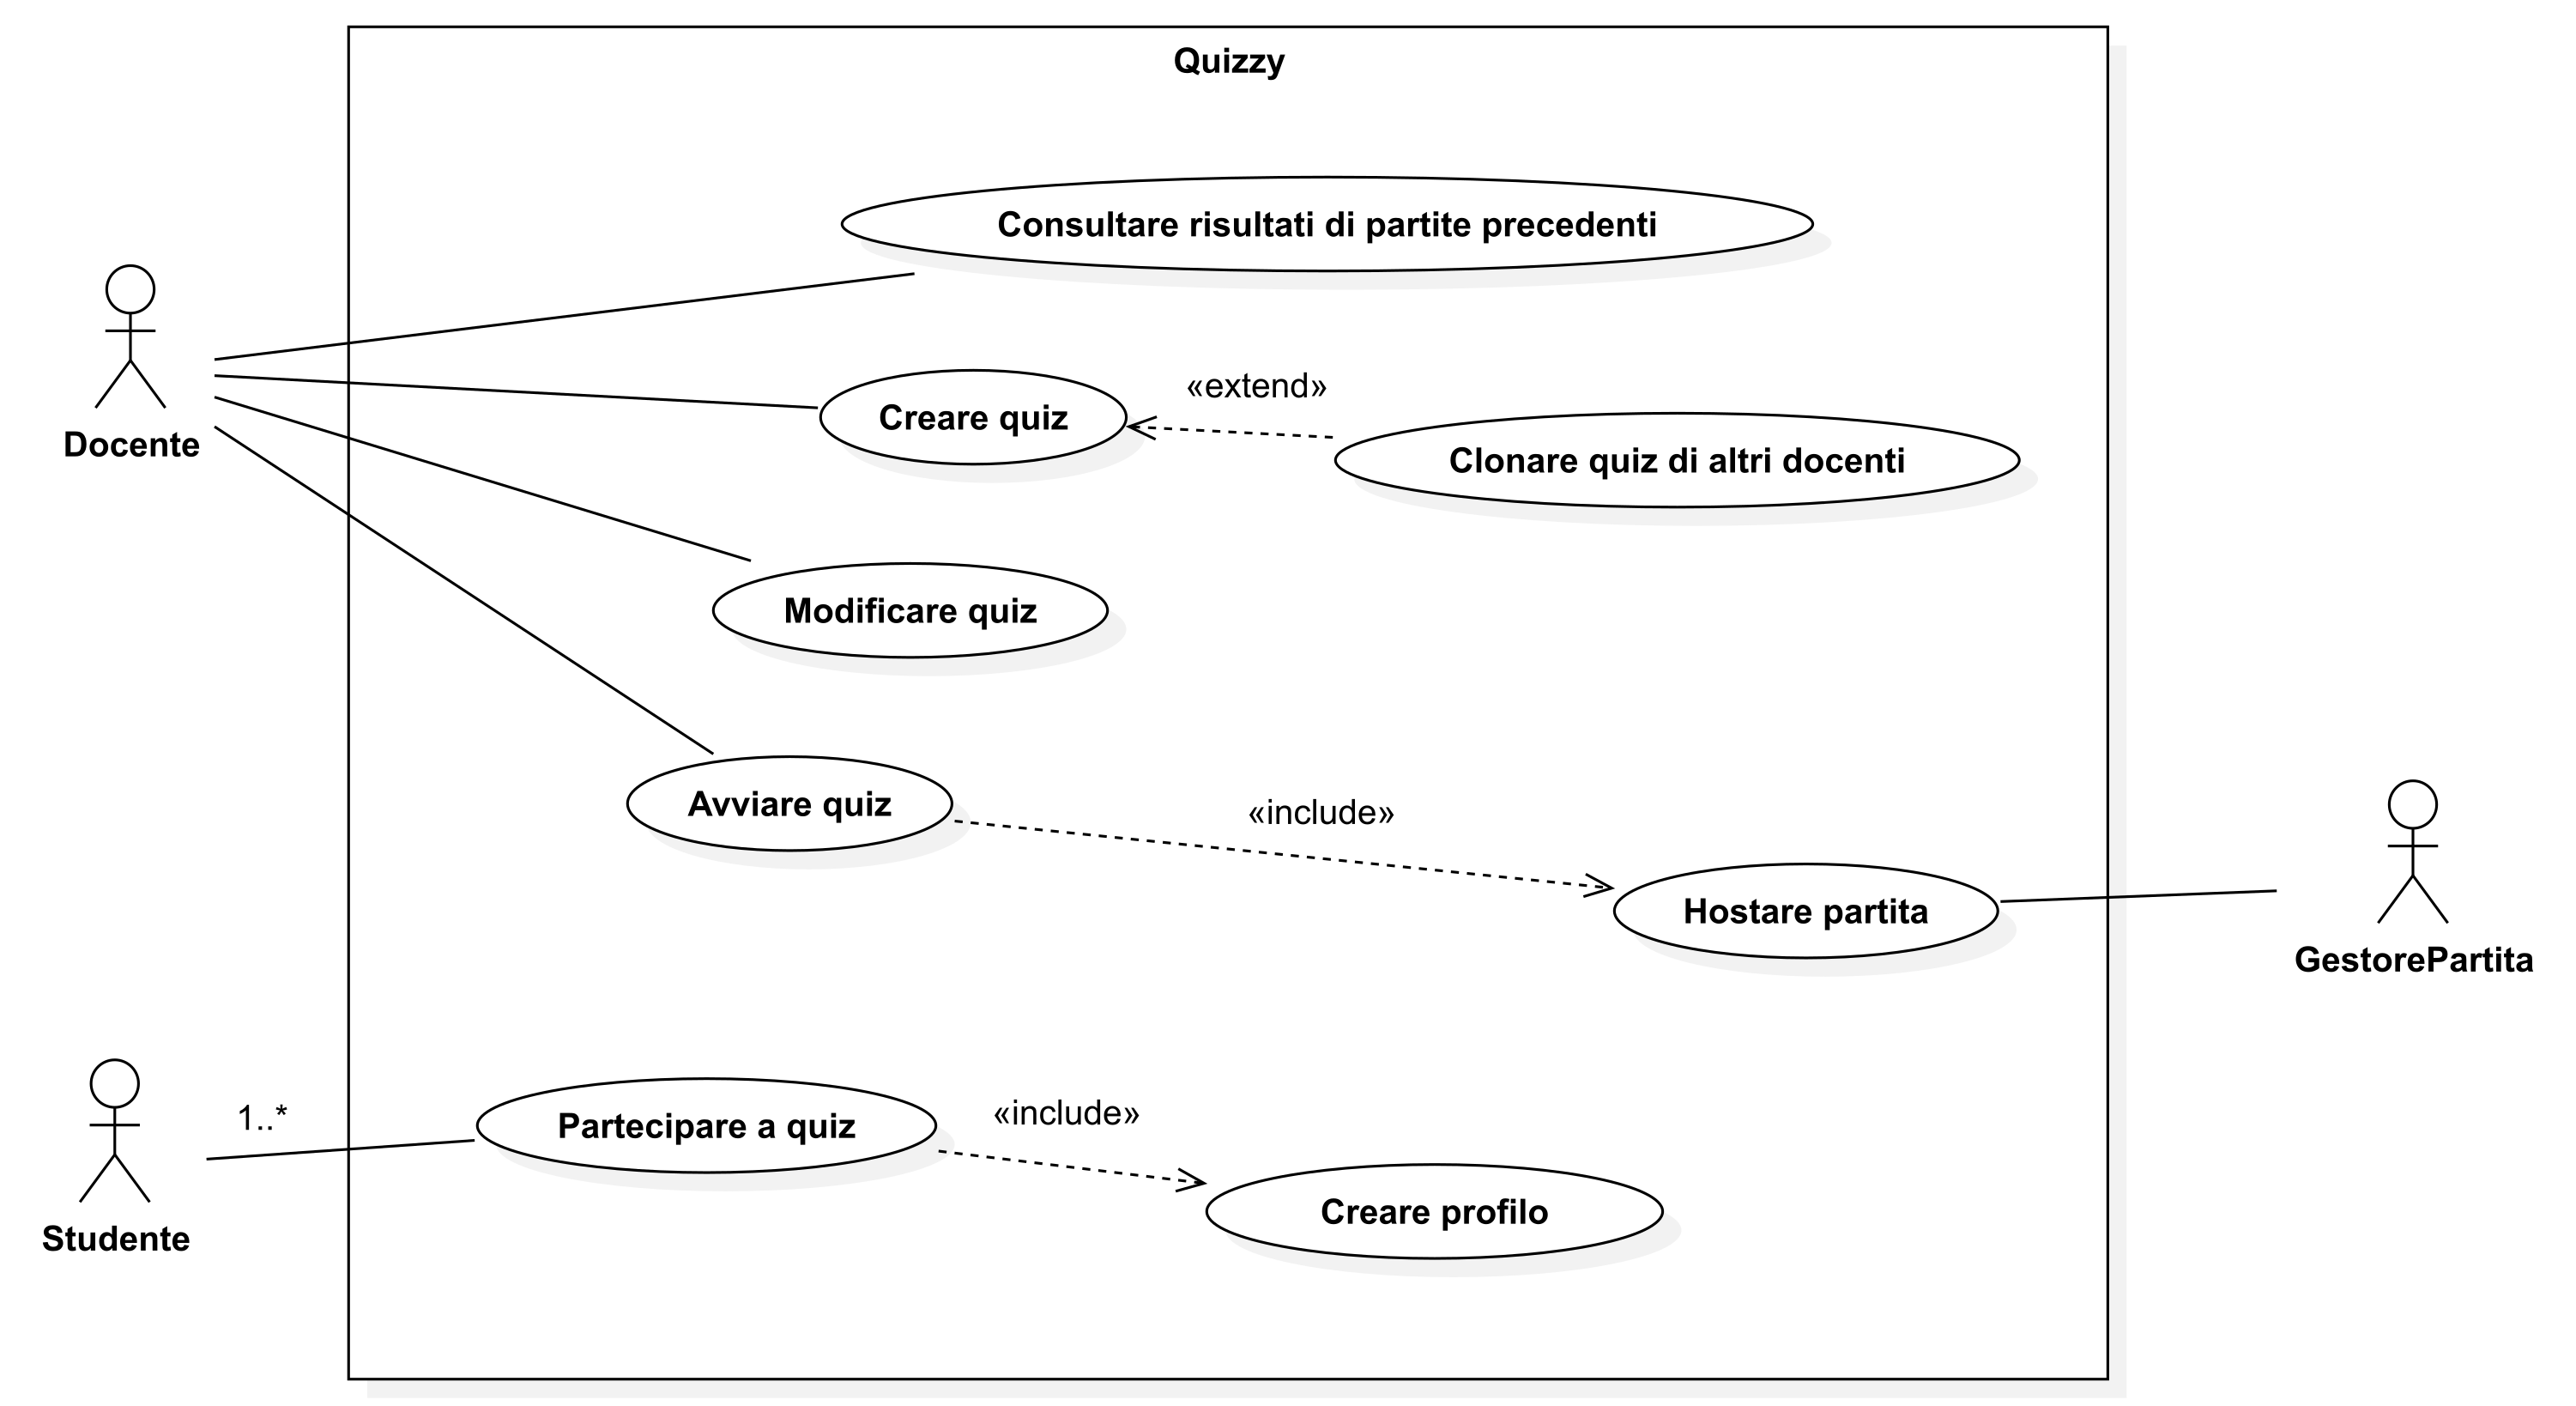 Quizzy
Consultare risultati di partite precedenti
«extend»
Creare quiz
Docente
Clonare quiz di altri docenti
Modificare quiz
Avviare quiz
«include»
Hostare partita
GestorePartita
1..*
Partecipare a quiz
«include»
Creare profilo
Studente